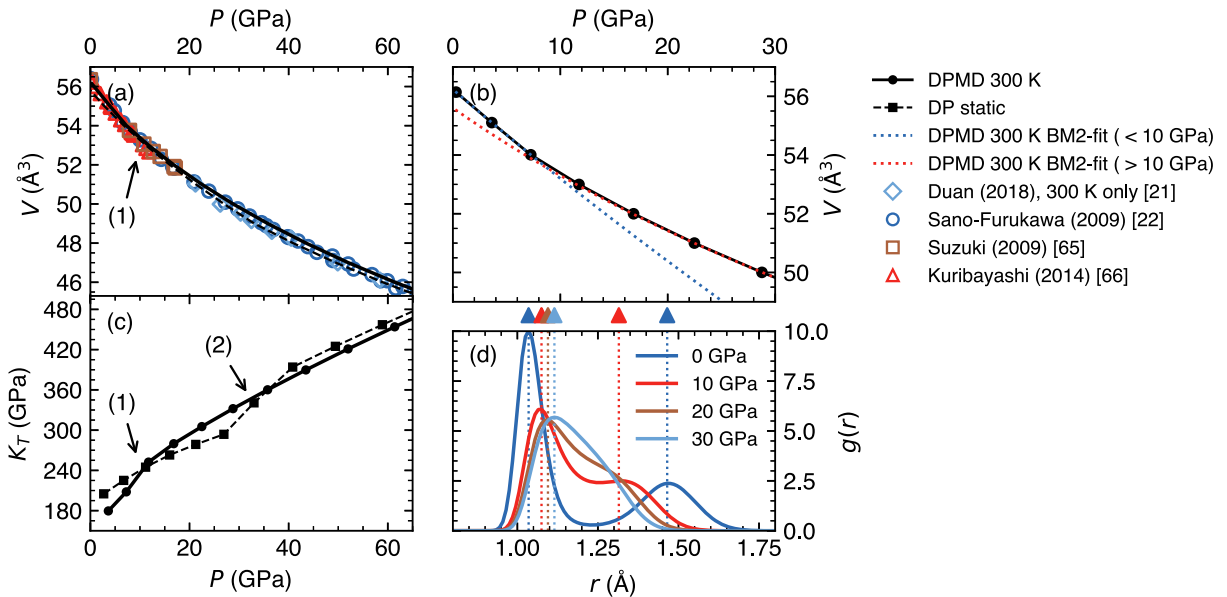 P (GPa)
0 20 40 60
P (GPa)
0 10 20 30
(a)
(b)
56
54
52
50
48
46
V (Å³)
(1)
56
54
52
50
V (Å³)
DPMD 300 K
DP static
DPMD 300 K BM2-fit ( < 10 GPa)
DPMD 300 K BM2-fit ( > 10 GPa)
Duan (2018), 300 K only [21]
Sano-Furukawa (2009) [22]
Suzuki (2009) [65]
Kuribayashi (2014) [66]
(c)
480
420
360
300
240
180
K_T (GPa)
(1)
(2)
0 20 40 60
P (GPa)
(d)
0 GPa
10 GPa
20 GPa
30 GPa
10.0
7.5
5.0
2.5
0.0
g(r)
1.00 1.25 1.50 1.75
r (Å)